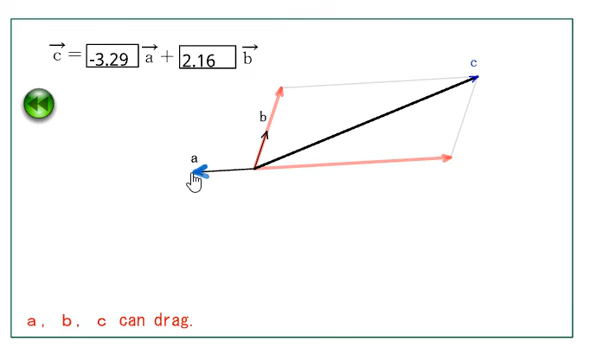 c = -3.29 a + 2.16 b
c
b
a
a, b, c can drag.